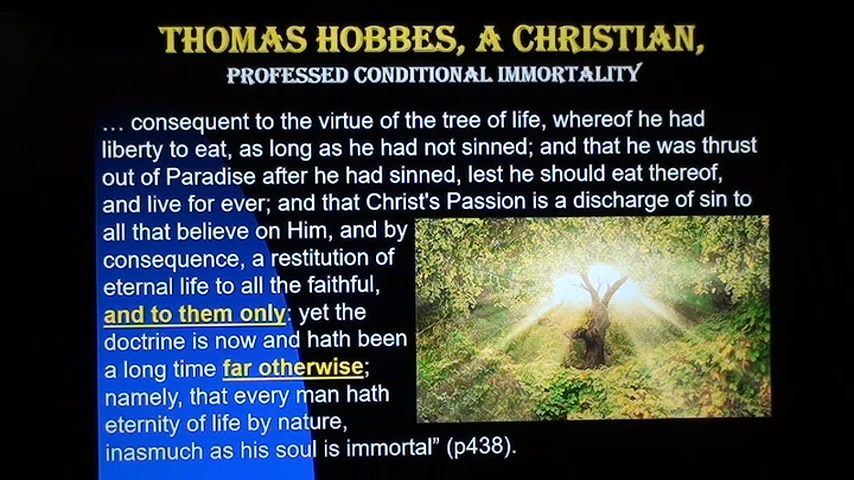 THOMAS HOBBES, A CHRISTIAN,
PROFESSED CONDITIONAL IMMORTALITY
... consequent to the virtue of the tree of life, whereof he had
liberty to eat, as long as he had not sinned; and that he was thrust
out of Paradise after he had sinned, lest he should eat thereof,
and live for ever; and that Christ's Passion is a discharge of sin to
all that believe on Him, and by
consequence, a restitution of
eternal life to all the faithful,
and to them only: yet the
doctrine is now and hath been
a long time far otherwise;
namely, that every man hath
eternity of life by nature,
inasmuch as his soul is immortal” (p438).